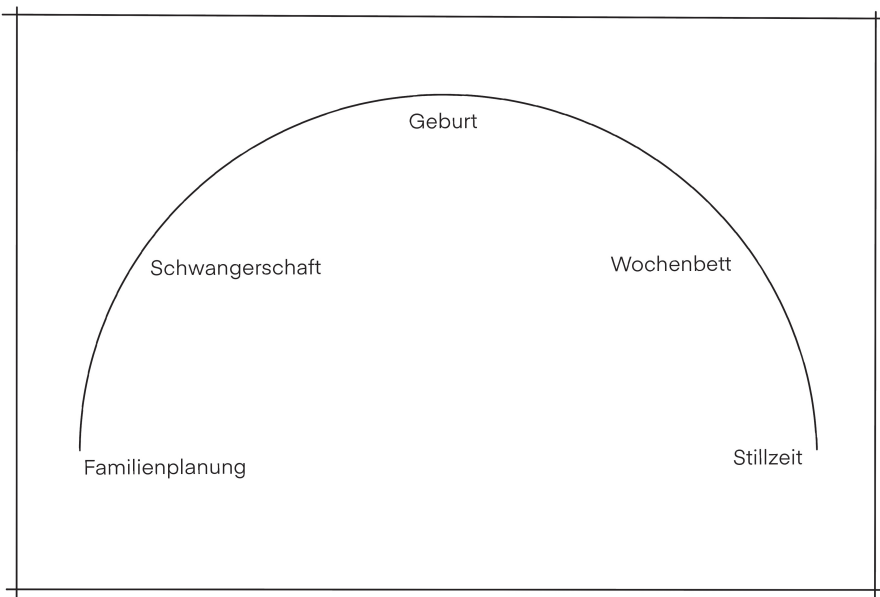 Geburt
Schwangerschaft
Wochenbett
Familienplanung
Stillzeit